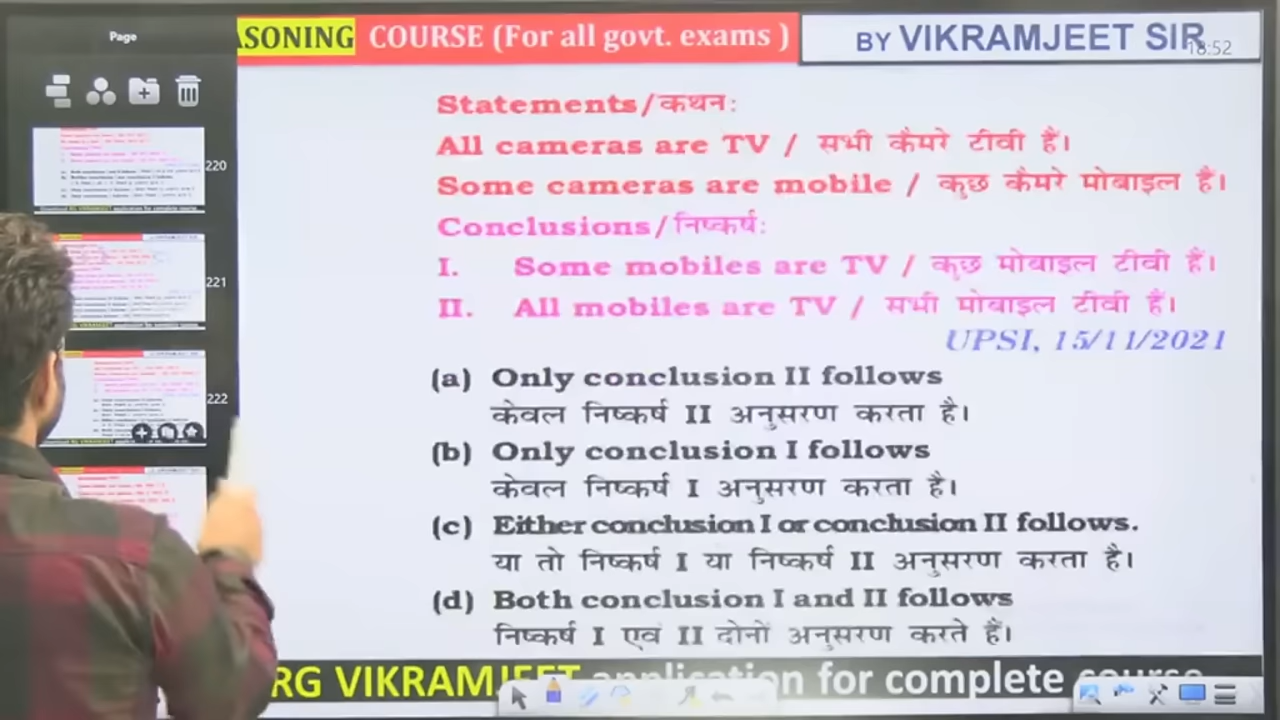 Page
ASONING COURSE (For all govt. exams )
BY VIKRAMJEET SIR
18:52
Statements/कथन:
All cameras are TV / सभी कैमरे टीवी हैं।
Some cameras are mobile / कुछ कैमरे मोबाइल हैं।
Conclusions/निष्कर्ष:
I. Some mobiles are TV / कुछ मोबाइल टीवी हैं।
II. All mobiles are TV / सभी मोबाइल टीवी हैं।
UPSI, 15/11/2021
(a) Only conclusion II follows
केवल निष्कर्ष II अनुसरण करता है।
(b) Only conclusion I follows
केवल निष्कर्ष I अनुसरण करता है।
(c) Either conclusion I or conclusion II follows.
या तो निष्कर्ष I या निष्कर्ष II अनुसरण करता है।
(d) Both conclusion I and II follows
निष्कर्ष I एवं II दोनों अनुसरण करते हैं।
RG VIKRAMJEET application for complete course
220
221
222